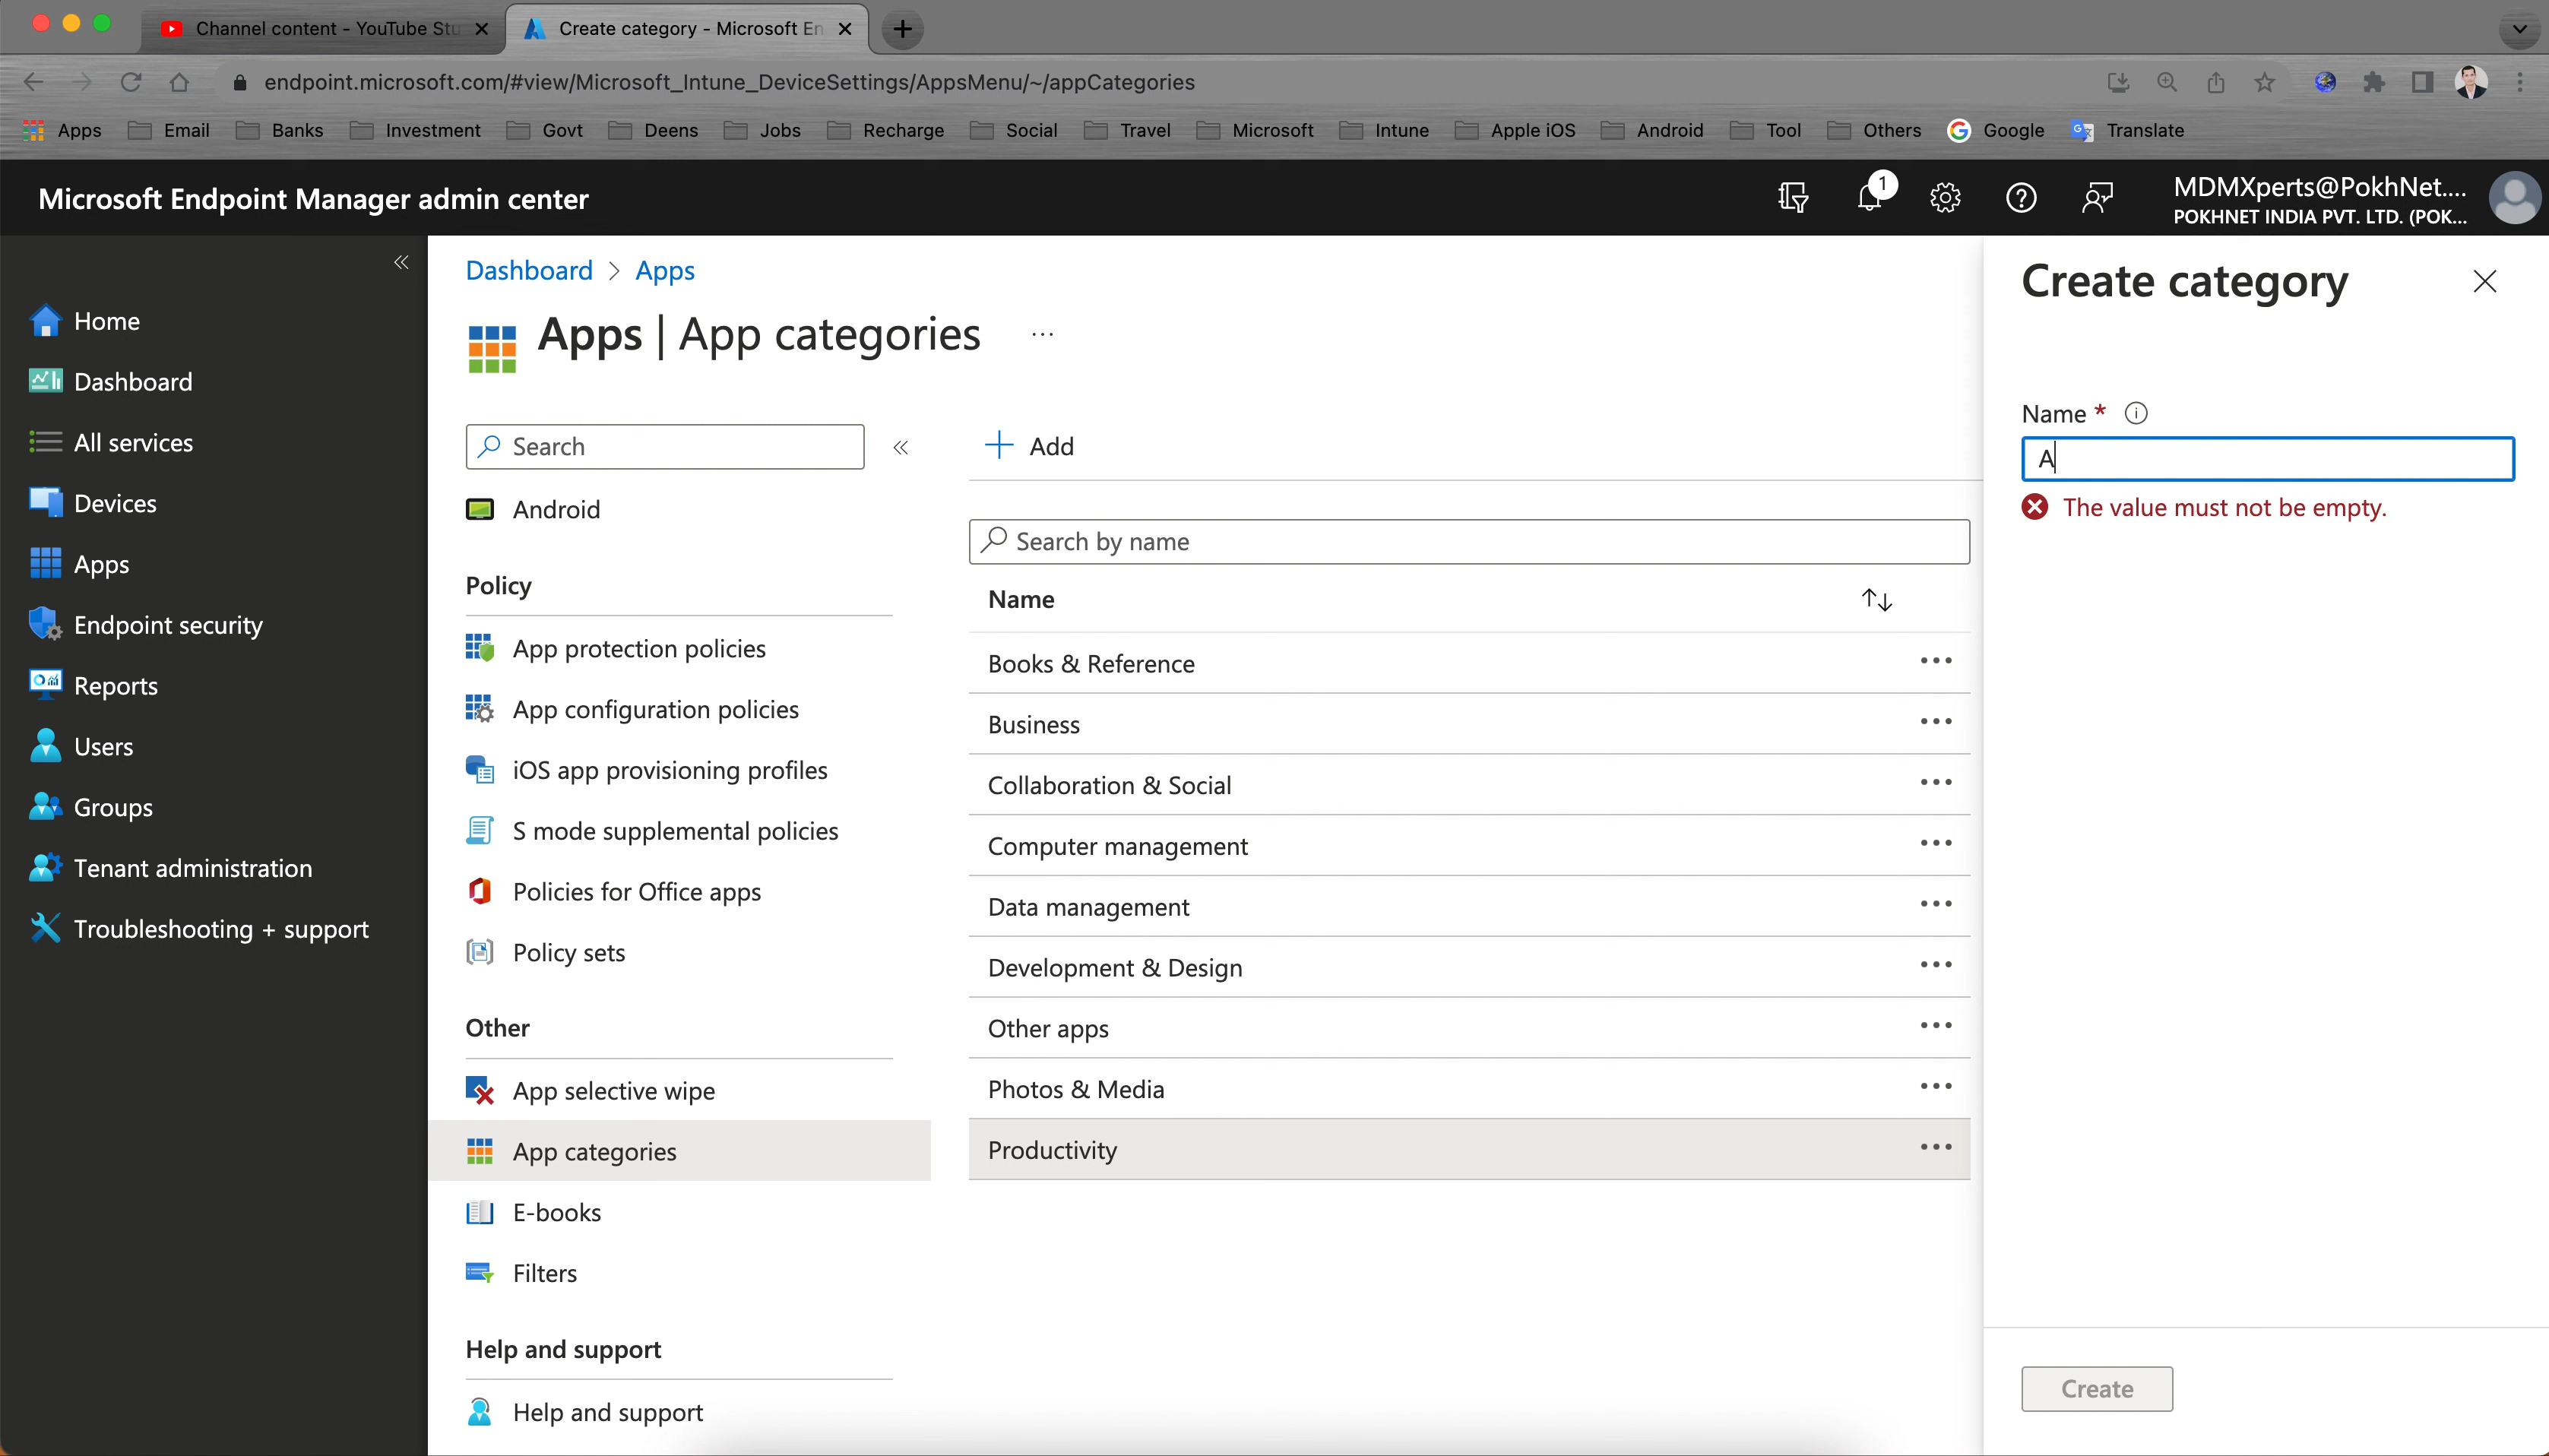 Channel content - YouTube Stu
Create category - Microsoft En
endpoint.microsoft.com/#view/Microsoft_Intune_DeviceSettings/AppsMenu/~/appCategories
Apps Email Banks Investment Govt Deens Jobs Recharge Social Travel Microsoft Intune Apple iOS Android Tool Others Google Translate
Microsoft Endpoint Manager admin center
1
MDMXperts@PokhNet....
POKHNET INDIA PVT. LTD. (POK...
Home
Dashboard
All services
Devices
Apps
Endpoint security
Reports
Users
Groups
Tenant administration
Troubleshooting + support
Dashboard > Apps
Apps | App categories ...
Search
Android
Policy
App protection policies
App configuration policies
iOS app provisioning profiles
S mode supplemental policies
Policies for Office apps
Policy sets
Other
App selective wipe
App categories
E-books
Filters
Help and support
Help and support
Add
Search by name
Name
Books & Reference
Business
Collaboration & Social
Computer management
Data management
Development & Design
Other apps
Photos & Media
Productivity
Create category
Name *
A
The value must not be empty.
Create